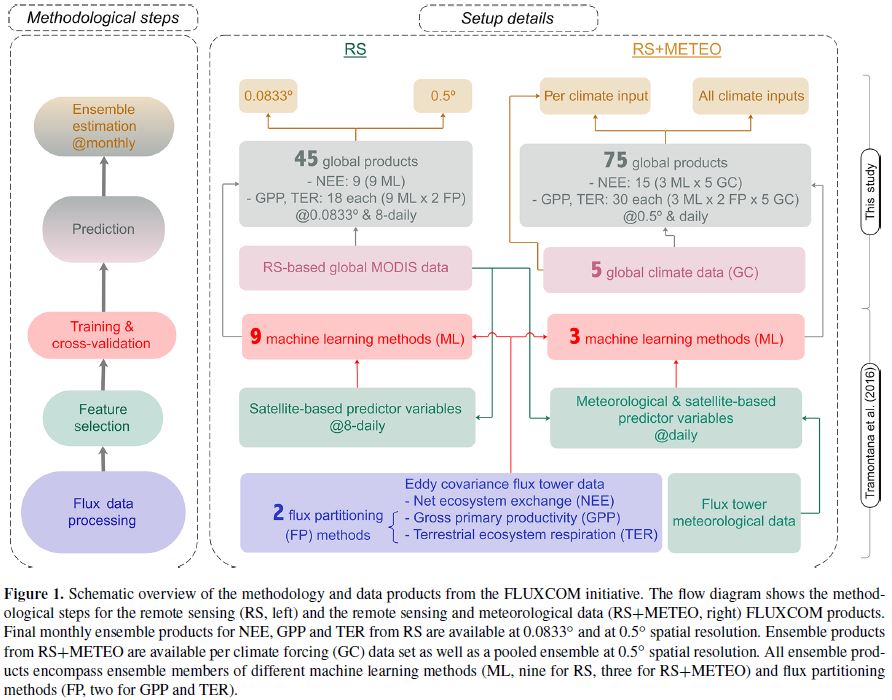 Methodological steps
Setup details
Ensemble
estimation
@monthly
Prediction
Training &
cross-validation
Feature
selection
Flux data
processing
RS
RS+METEO
0.0833º
0.5º
Per climate input
All climate inputs
45 global products
- NEE: 9 (9 ML)
- GPP, TER: 18 each (9 ML x 2 FP)
@0.0833º & 8-daily
75 global products
- NEE: 15 (3 ML x 5 GC)
- GPP, TER: 30 each (3 ML x 2 FP x 5 GC)
@0.5º & daily
RS-based global MODIS data
5 global climate data (GC)
9 machine learning methods (ML)
3 machine learning methods (ML)
Satellite-based predictor variables
@8-daily
Meteorological & satellite-based
predictor variables
@daily
Eddy covariance flux tower data
- Net ecosystem exchange (NEE)
2 flux partitioning
(FP) methods
- Gross primary productivity (GPP)
- Terrestrial ecosystem respiration (TER)
Flux tower
meteorological data
This study
Tramontana et al. (2016)
Figure 1. Schematic overview of the methodology and data products from the FLUXCOM initiative. The flow diagram shows the method-
ological steps for the remote sensing (RS, left) and the remote sensing and meteorological data (RS+METEO, right) FLUXCOM products.
Final monthly ensemble products for NEE, GPP and TER from RS are available at 0.0833° and at 0.5° spatial resolution. Ensemble products
from RS+METEO are available per climate forcing (GC) data set as well as a pooled ensemble at 0.5° spatial resolution. All ensemble prod-
ucts encompass ensemble members of different machine learning methods (ML, nine for RS, three for RS+METEO) and flux partitioning
methods (FP, two for GPP and TER).